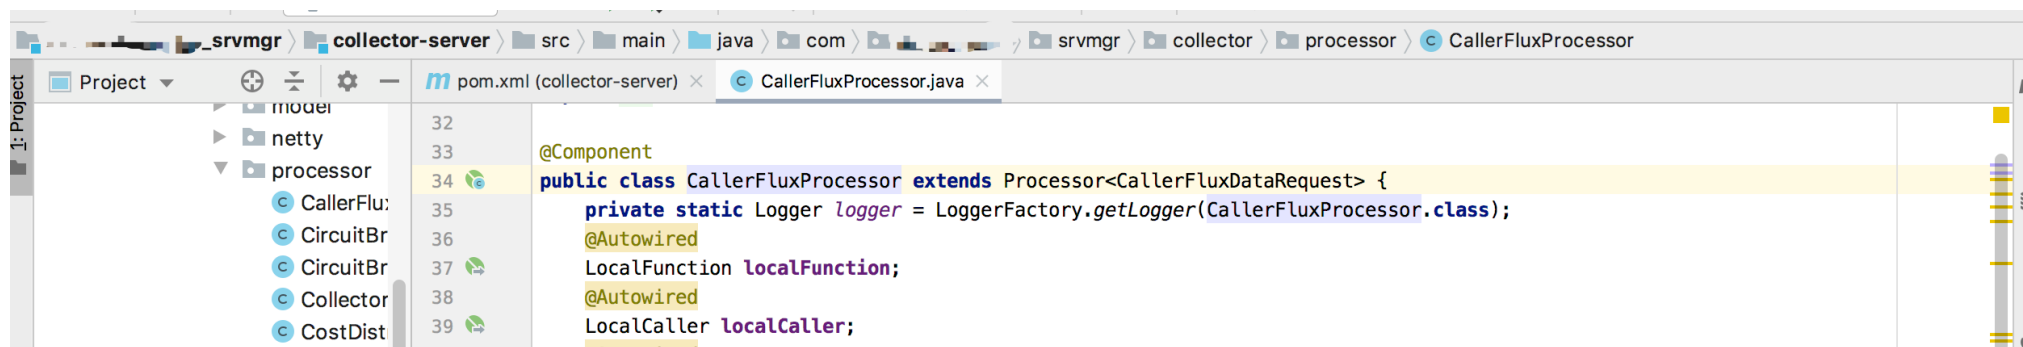 _srvmgr collector-server src main java com srvmgr collector processor CallerFluxProcessor
1: Project
Project
pom.xml (collector-server) CallerFluxProcessor.java
model
netty
processor
CallerFlux
CircuitBr
CircuitBr
Collector
CostDist
32
33 @Component
34 public class CallerFluxProcessor extends Processor<CallerFluxDataRequest> {
35 private static Logger logger = LoggerFactory.getLogger(CallerFluxProcessor.class);
36 @Autowired
37 LocalFunction localFunction;
38 @Autowired
39 LocalCaller localCaller;